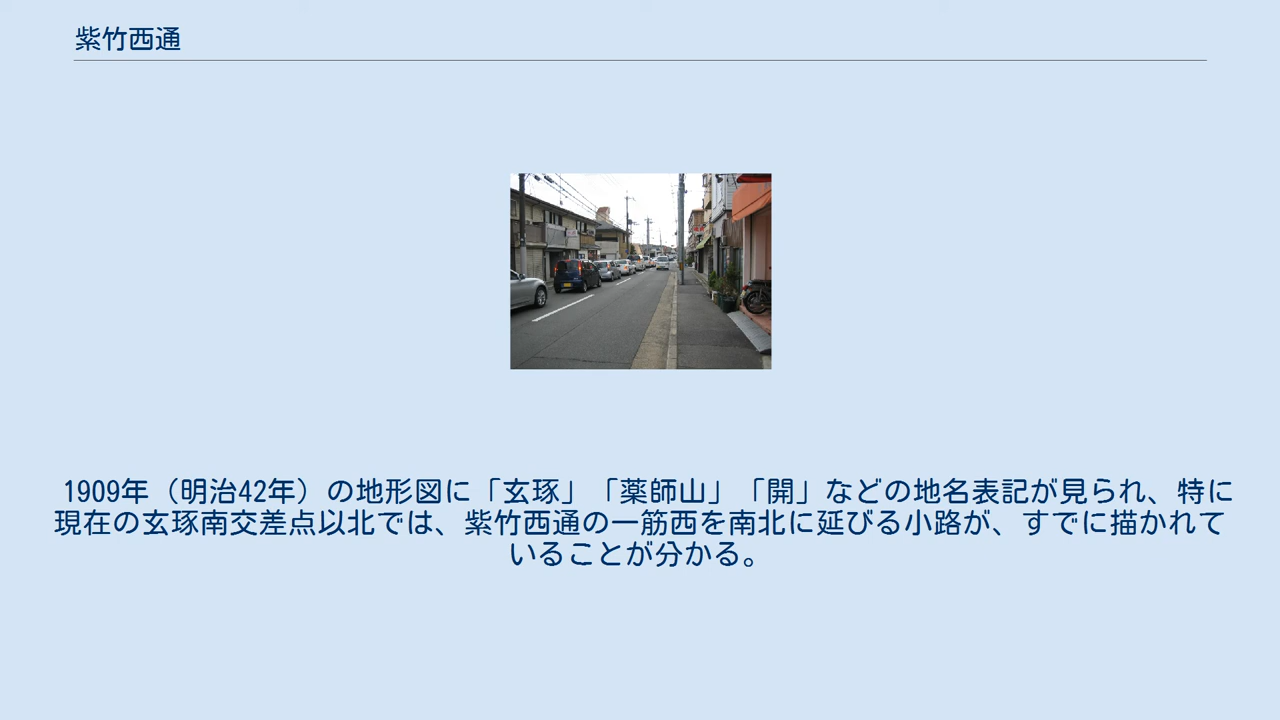 紫竹西通
1909年（明治42年）の地形図に「玄琢」「薬師山」「開」などの地名表記が見られ、特に
現在の玄琢南交差点以北では、紫竹西通の一筋西を南北に延びる小路が、すでに描かれて
いることが分かる。